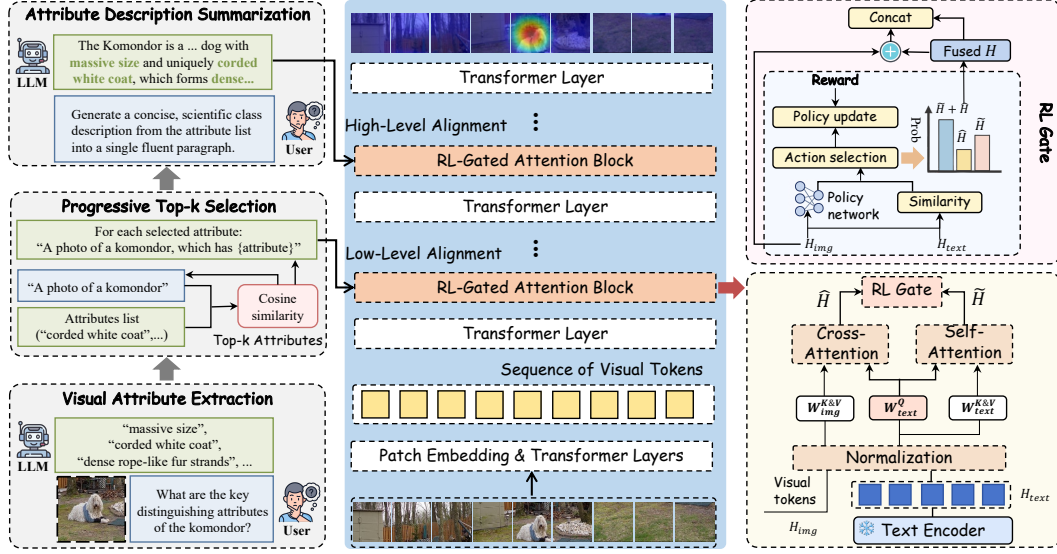 Attribute Description Summarization
LLM
The Komondor is a ... dog with
massive size and uniquely corded
white coat, which forms dense...
Generate a concise, scientific class
description from the attribute list
into a single fluent paragraph.
User
Progressive Top-k Selection
For each selected attribute:
“A photo of a komondor, which has {attribute}”
“A photo of a komondor”
Attributes list
(“corded white coat”,...)
Cosine
similarity
Top-k Attributes
Visual Attribute Extraction
LLM
“massive size”,
“corded white coat”,
“dense rope-like fur strands”, ...
What are the key
distinguishing attributes
of the komondor?
User
Transformer Layer
High-Level Alignment
RL-Gated Attention Block
Transformer Layer
Low-Level Alignment
RL-Gated Attention Block
Transformer Layer
Sequence of Visual Tokens
Patch Embedding & Transformer Layers
Concat
Fused H
RL Gate
Reward
Policy update
Action selection
Prob
Ĥ + H̃
Ĥ
H̃
Policy
network
Similarity
H_img
H_text
Ĥ
RL Gate
H̃
Cross-
Attention
Self-
Attention
W_img^K&V
W_text^Q
W_text^K&V
Normalization
Visual
tokens
H_text
H_img
Text Encoder